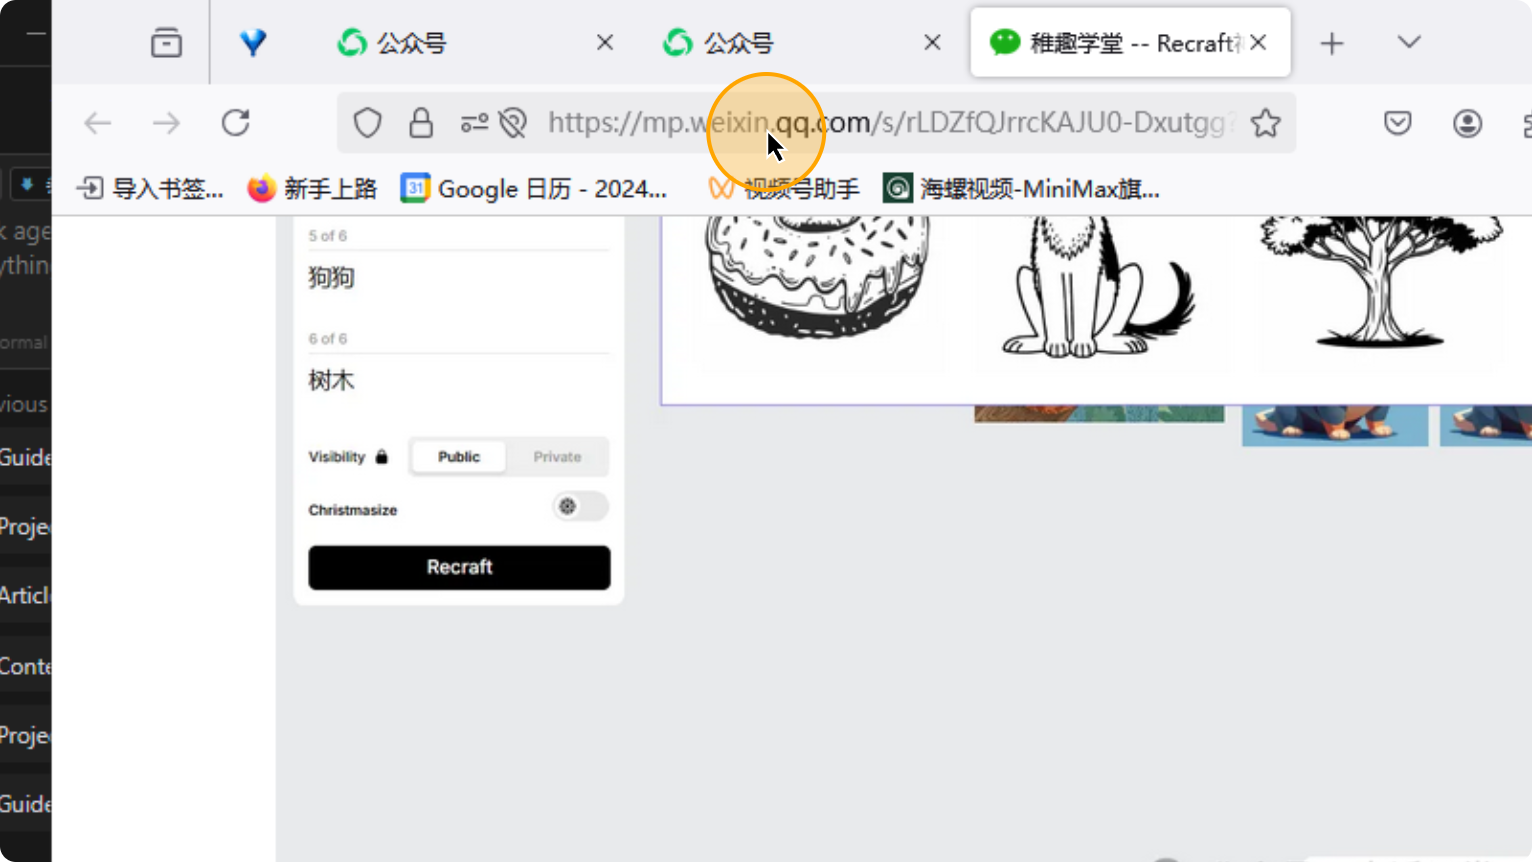 公众号
公众号
稚趣学堂 -- Recraft
https://mp.weixin.qq.com/s/rLDZfQJrrcKAJU0-Dxutgg?
导入书签...
新手上路
31
Google 日历 - 2024...
视频号助手
海螺视频-MiniMax旗...
k age
ythin
ormal
vious
Guide
Proje
Articl
Conte
Proje
Guide
5 of 6
狗狗
6 of 6
树木
Visibility
Public
Private
Christmasize
Recraft